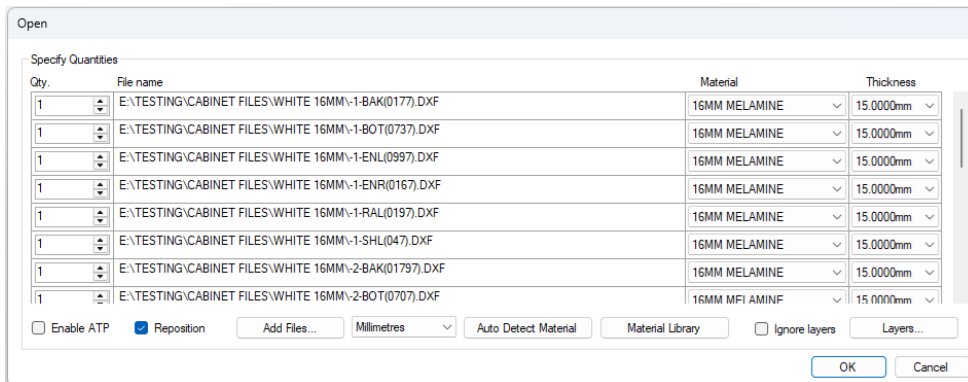 Open
Specify Quantities
Qty. File name Material Thickness
1 E:\TESTING\CABINET FILES\WHITE 16MM\-1-BAK(0177).DXF 16MM MELAMINE 15.0000mm
1 E:\TESTING\CABINET FILES\WHITE 16MM\-1-BOT(0737).DXF 16MM MELAMINE 15.0000mm
1 E:\TESTING\CABINET FILES\WHITE 16MM\-1-ENL(0997).DXF 16MM MELAMINE 15.0000mm
1 E:\TESTING\CABINET FILES\WHITE 16MM\-1-ENR(0167).DXF 16MM MELAMINE 15.0000mm
1 E:\TESTING\CABINET FILES\WHITE 16MM\-1-RAL(0197).DXF 16MM MELAMINE 15.0000mm
1 E:\TESTING\CABINET FILES\WHITE 16MM\-1-SHL(047).DXF 16MM MELAMINE 15.0000mm
1 E:\TESTING\CABINET FILES\WHITE 16MM\-2-BAK(01797).DXF 16MM MELAMINE 15.0000mm
1 E:\TESTING\CABINET FILES\WHITE 16MM\-2-BOT(0707).DXF 16MM MELAMINE 15.0000mm
Enable ATP Reposition Add Files... Millimetres Auto Detect Material Material Library Ignore layers Layers...
OK Cancel